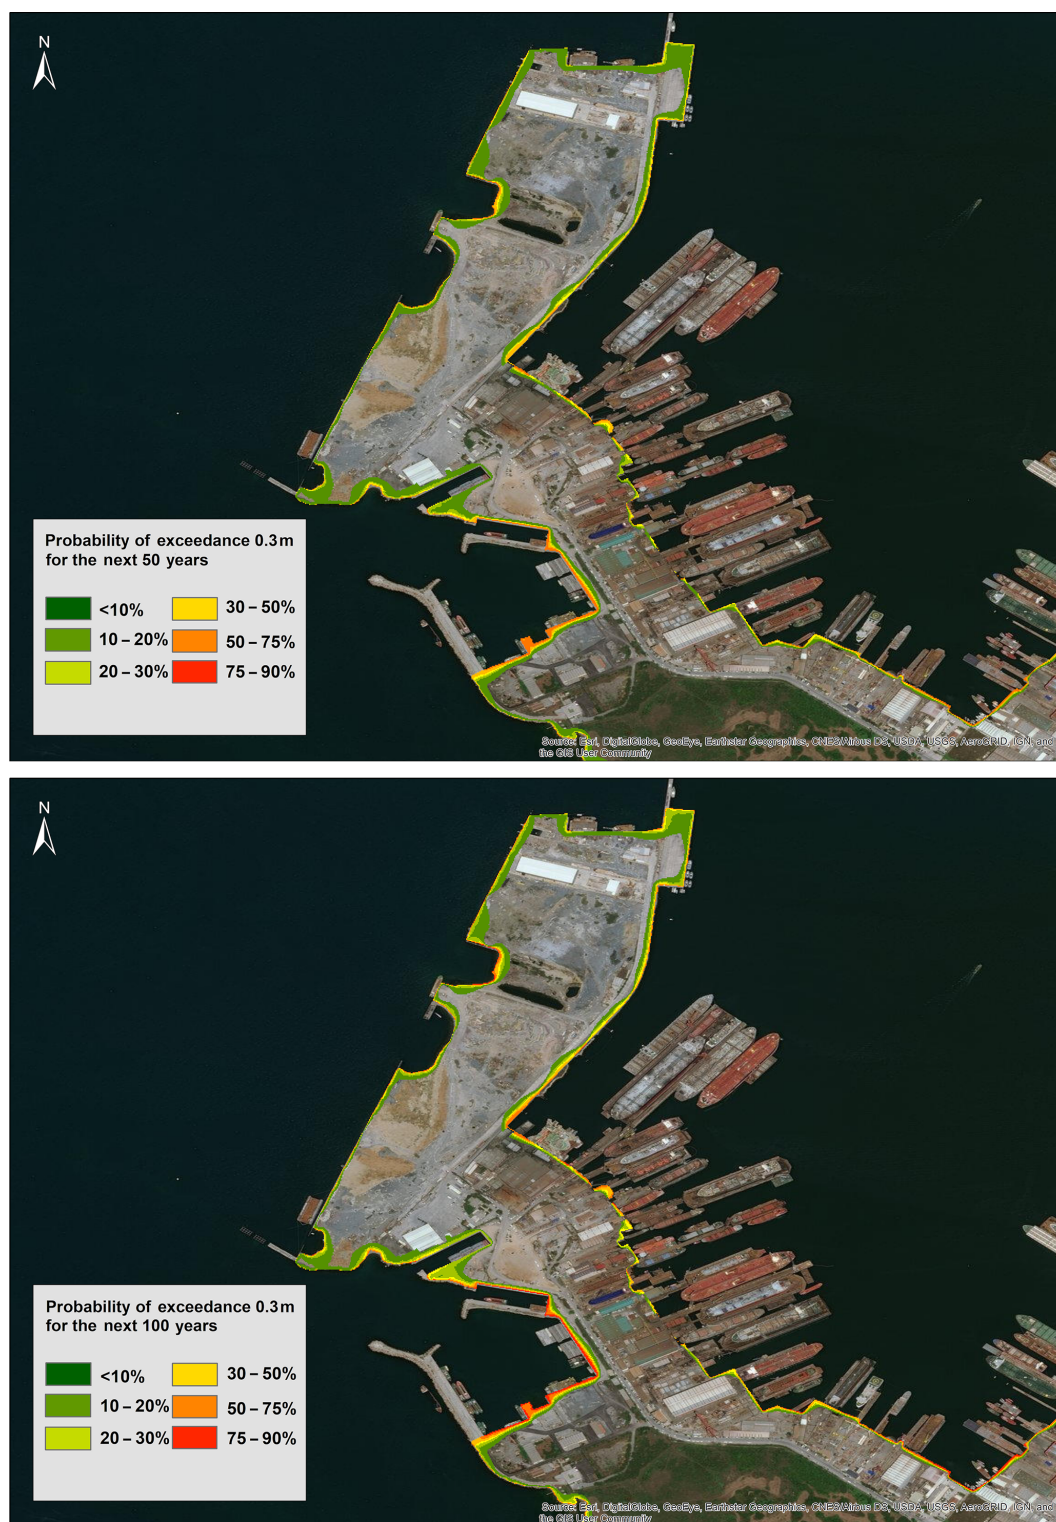 N
Probability of exceedance 0.3m
for the next 50 years
<10%
30 – 50%
10 – 20%
50 – 75%
20 – 30%
75 – 90%
Source: Esri, DigitalGlobe, GeoEye, Earthstar Geographics, CNES/Airbus DS, USDA, USGS, AeroGRID, IGN, and
the GIS User Community
N
Probability of exceedance 0.3m
for the next 100 years
<10%
30 – 50%
10 – 20%
50 – 75%
20 – 30%
75 – 90%
Source: Esri, DigitalGlobe, GeoEye, Earthstar Geographics, CNES/Airbus DS, USDA, USGS, AeroGRID, IGN, and
the GIS User Community